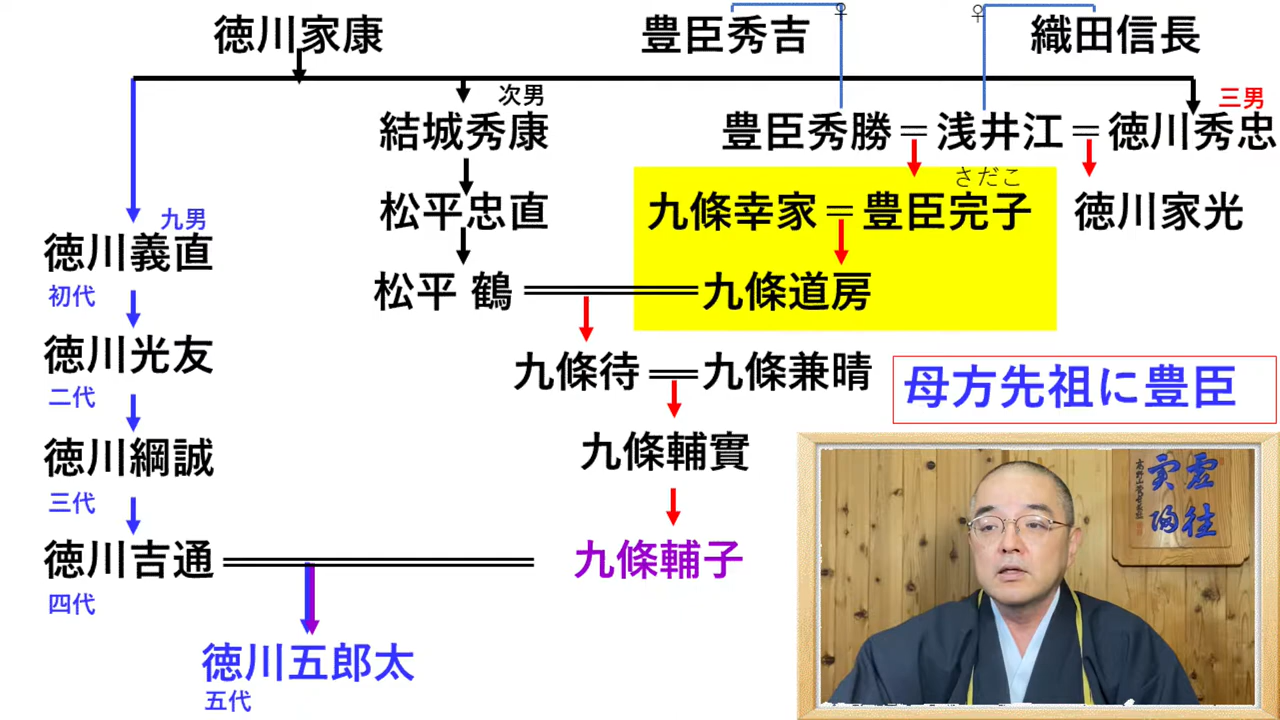 徳川家康
豊臣秀吉
♀
♀
織田信長
次男
三男
結城秀康
豊臣秀勝＝浅井江＝徳川秀忠
さだこ
松平忠直
九條幸家＝豊臣完子
徳川家光
九男
徳川義直
初代
松平 鶴
九條道房
徳川光友
二代
九條待
九條兼晴
母方先祖に豊臣
徳川綱誠
三代
九條輔實
徳川吉通
四代
九條輔子
徳川五郎太
五代
虚往
実帰